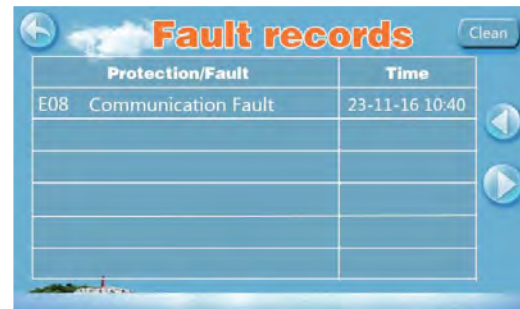 Fault records
Clean
Protection/Fault Time
E08 Communication Fault 23-11-16 10:40